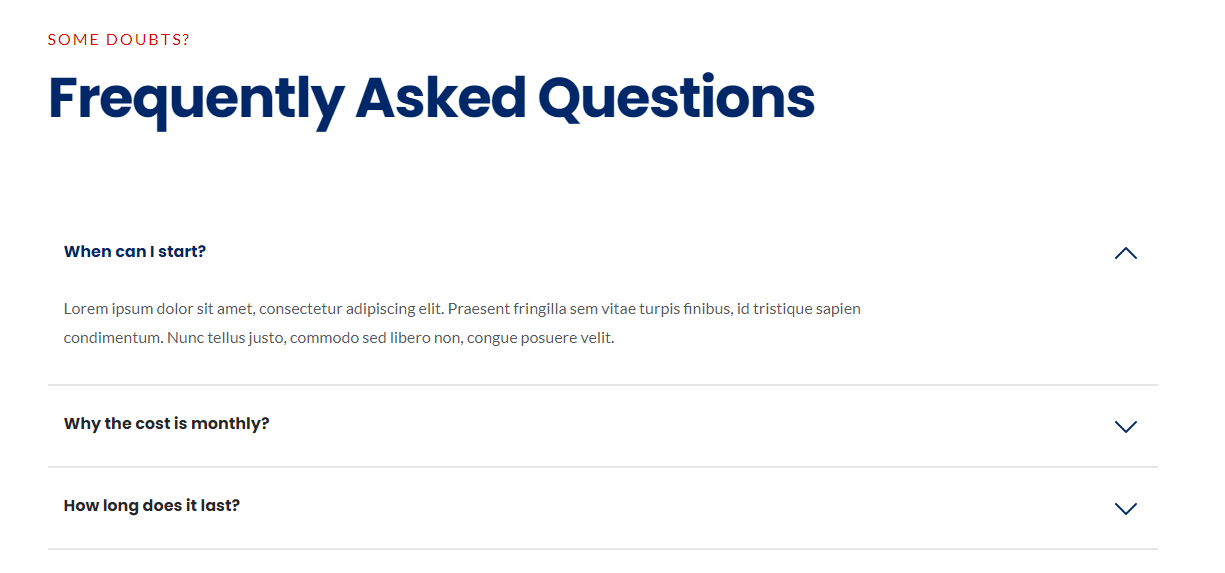 SOME DOUBTS?
Frequently Asked Questions
When can I start?
Lorem ipsum dolor sit amet, consectetur adipiscing elit. Praesent fringilla sem vitae turpis finibus, id tristique sapien
condimentum. Nunc tellus justo, commodo sed libero non, congue posuere velit.
Why the cost is monthly?
How long does it last?